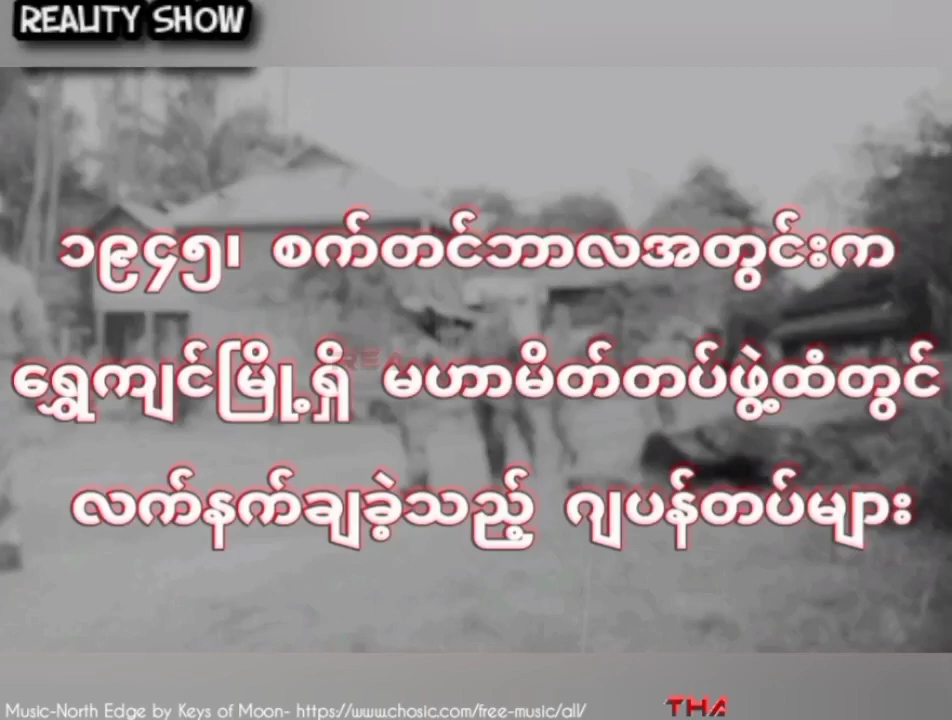 REALITY SHOW
၁၉၄၅၊ စက်တင်ဘာလအတွင်းက
ရွှေကျင်မြို့ရှိ မဟာမိတ်တပ်ဖွဲ့ထံတွင်
လက်နက်ချခဲ့သည့် ဂျပန်တပ်များ
Music-North Edge by Keys of Moon- https://www.chosic.com/free-music/all/
THA